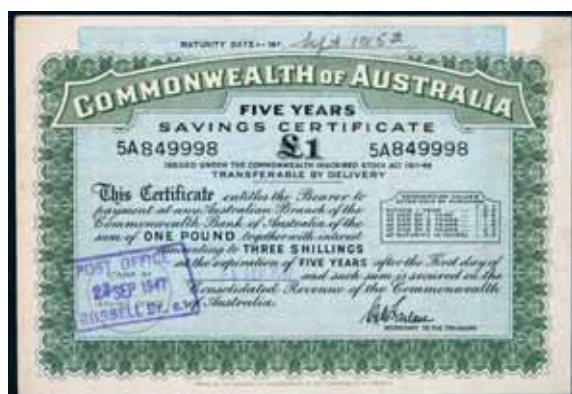 MATURITY DATE:- 1ST Sept 1952
COMMONWEALTH OF AUSTRALIA
FIVE YEARS
SAVINGS CERTIFICATE
5A849998 £1 5A849998
ISSUED UNDER THE COMMONWEALTH INSCRIBED STOCK ACT 1911-46
TRANSFERABLE BY DELIVERY
This Certificate entitles the Bearer to
payment at any Australian Branch of the
Commonwealth Bank of Australia of the
sum of ONE POUND together with interest
amounting to THREE SHILLINGS
at the expiration of FIVE YEARS after the First day of
and such sum is secured on the
Consolidated Revenue of the Commonwealth
of Australia.
POST OFFICE
SEP 1947
RUSSELL ST.
SECRETARY TO THE TREASURY